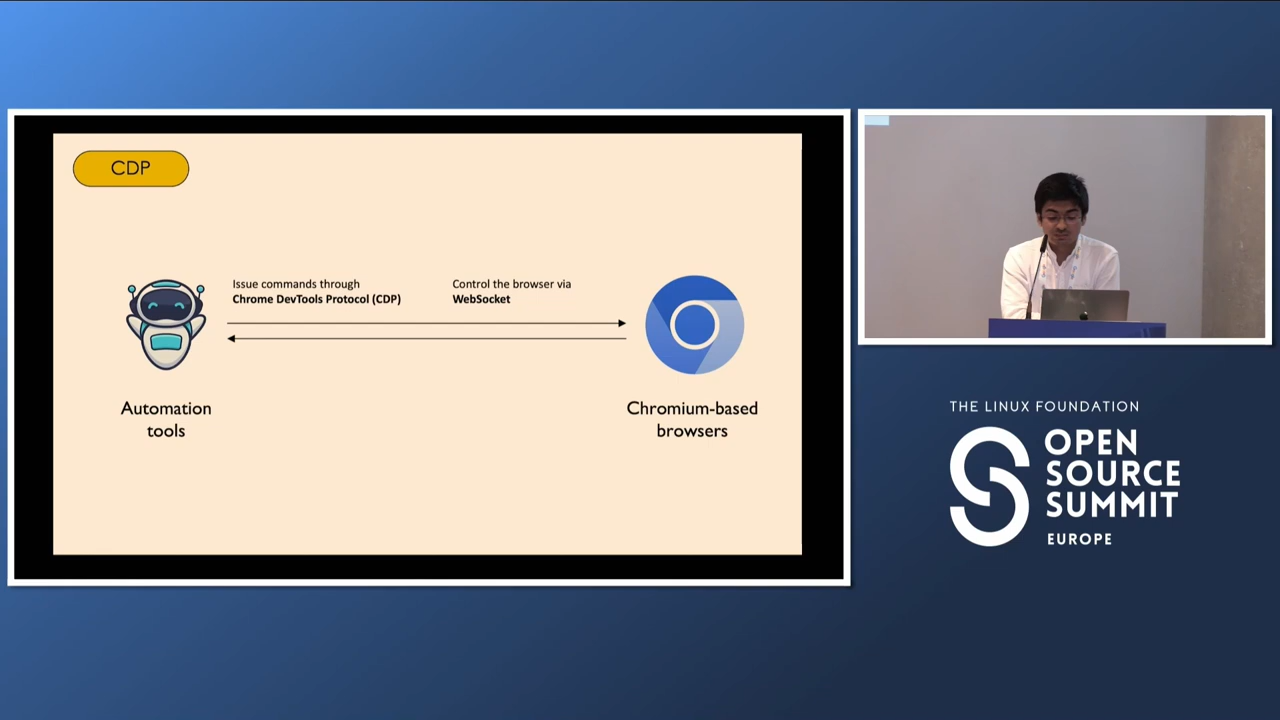 CDP
Issue commands through
Chrome DevTools Protocol (CDP)
Control the browser via
WebSocket
Automation
tools
Chromium-based
browsers
THE LINUX FOUNDATION
OPEN
SOURCE
SUMMIT
EUROPE